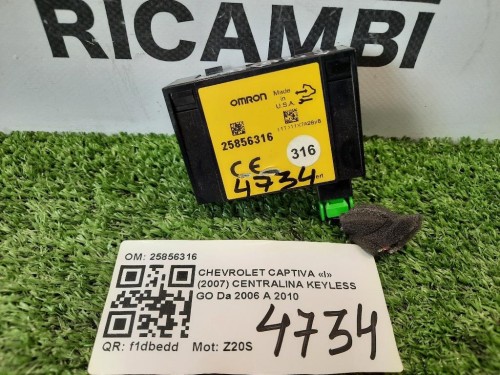 RICAMBI
OMRON
Made
in
U.S.A.
25856316
316
CE
4734
OM: 25856316
CHEVROLET CAPTIVA «I»
(2007) CENTRALINA KEYLESS
GO Da 2006 A 2010
4734
QR: f1dbedd Mot: Z20S